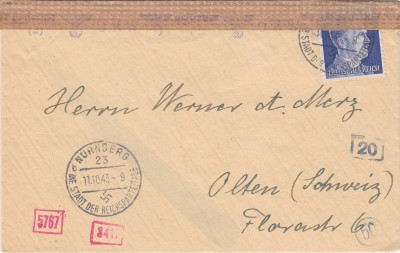 DEUTSCHES REICH
Herrn Werner A. Merz
20
NÜRNBERG
23
11.10.43 - 9
DIE STADT DER REICHSPARTEITAGE
Olten (Schweiz)
Florastr
5767